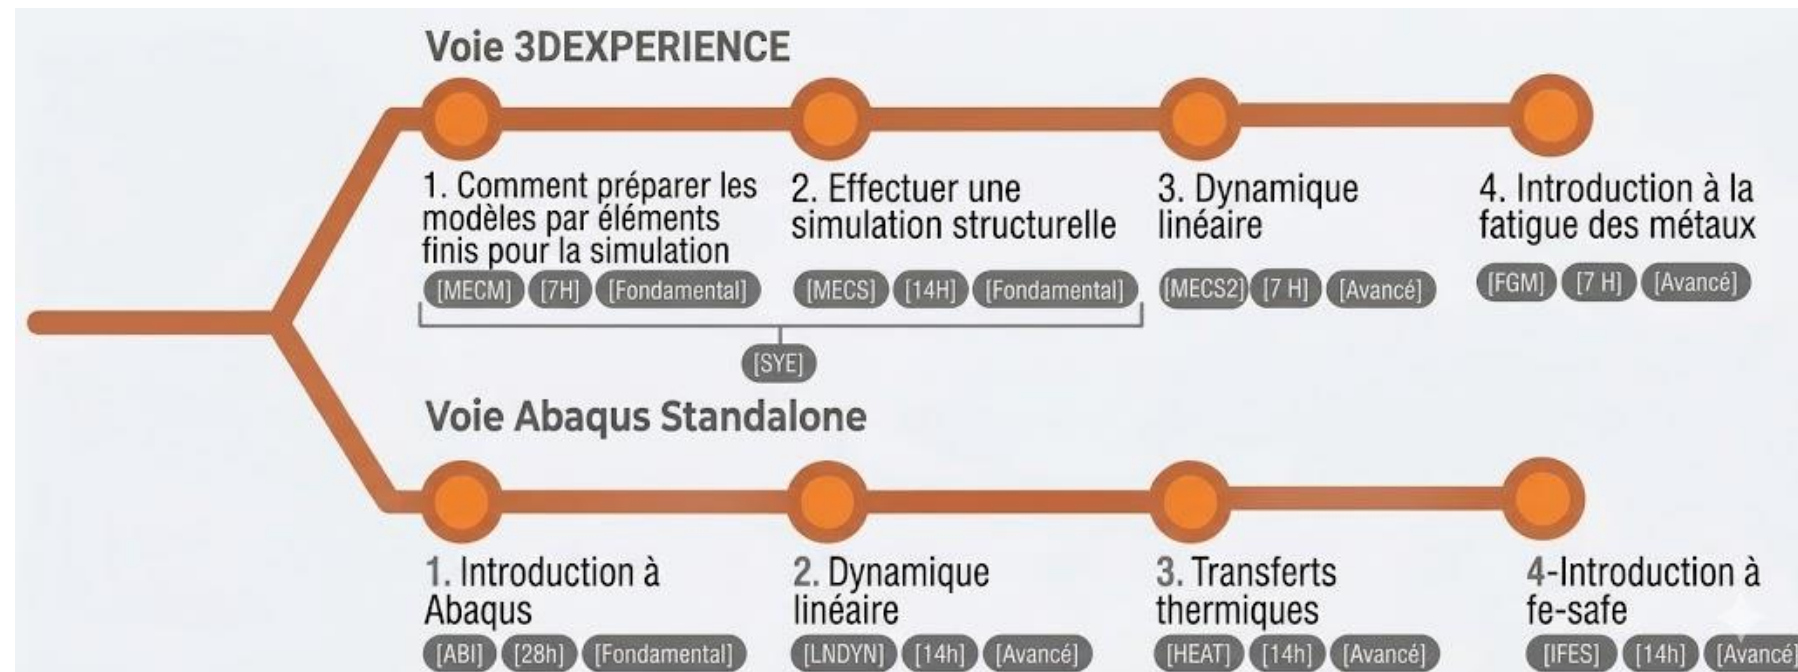 Voie 3DEXPERIENCE
1. Comment préparer les
modèles par éléments
finis pour la simulation
[MECM] [7H] [Fondamental]
2. Effectuer une
simulation structurelle
[MECS] [14H] [Fondamental]
[SYE]
3. Dynamique
linéaire
[MECS2] [7 H] [Avancé]
4. Introduction à la
fatigue des métaux
[FGM] [7 H] [Avancé]
Voie Abaqus Standalone
1. Introduction à
Abaqus
[ABI] [28h] [Fondamental]
2. Dynamique
linéaire
[LNDYN] [14h] [Avancé]
3. Transferts
thermiques
[HEAT] [14h] [Avancé]
4-Introduction à
fe-safe
[IFES] [14h] [Avancé]